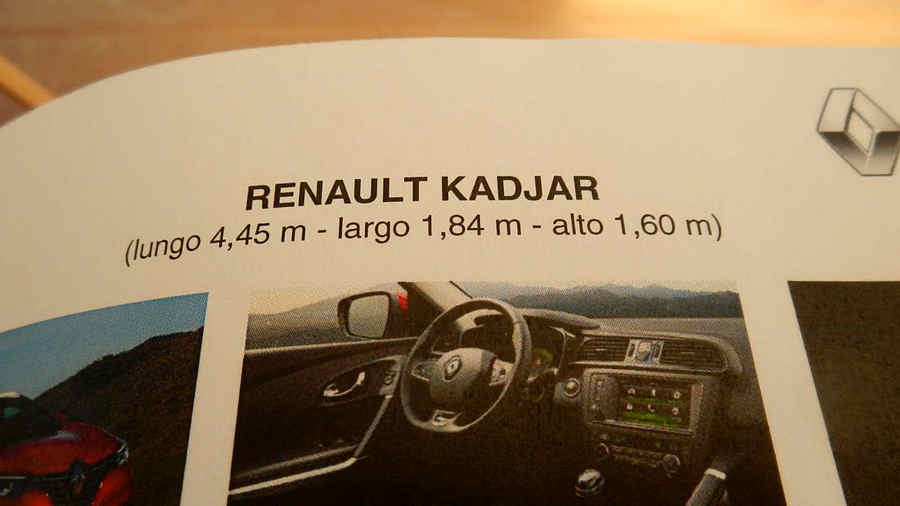 RENAULT KADJAR
(lungo 4,45 m - largo 1,84 m - alto 1,60 m)